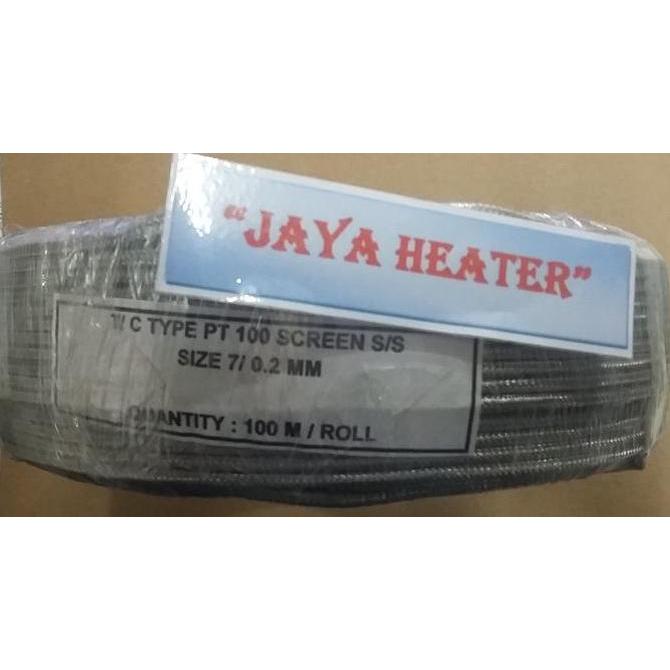 "JAYA HEATER"
T/ C TYPE PT 100 SCREEN S/S
SIZE 7/ 0.2 MM
QUANTITY : 100 M / ROLL